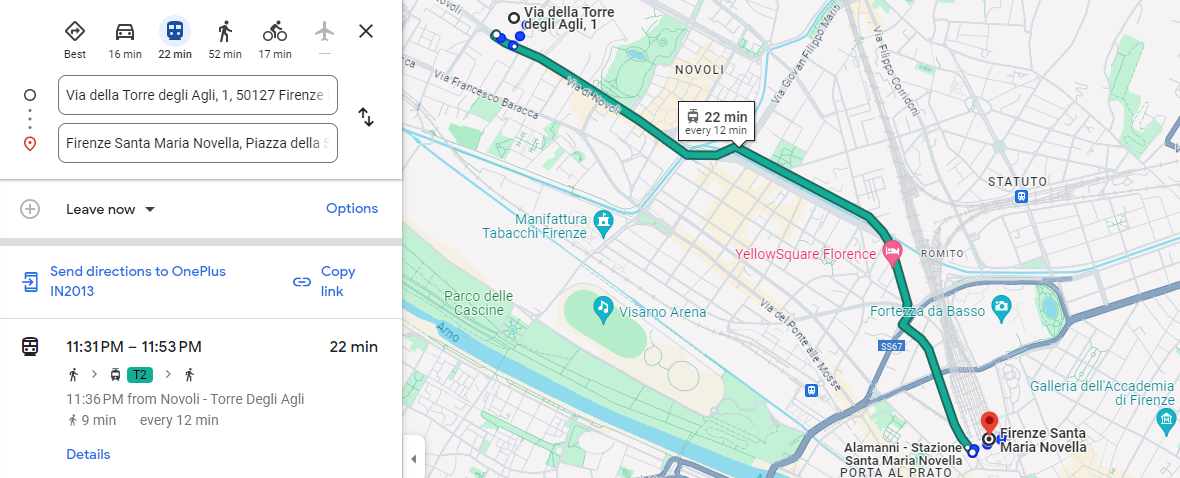 Best
16 min
22 min
52 min
17 min
—
Via della Torre degli Agli, 1, 50127 Firenze
Firenze Santa Maria Novella, Piazza della S
Leave now
Options
Send directions to OnePlus
IN2013
Copy
link
11:31 PM – 11:53 PM
22 min
T2
11:36 PM from Novoli - Torre Degli Agli
9 min
every 12 min
Details
Via della Torre
degli Agli, 1
NOVOLI
Via Francesco Baracca
Via di Novoli
Via Giovan Filippo Mariti
Via Filippo Corridoni
22 min
every 12 min
STATUTO
Manifattura
Tabacchi Firenze
YellowSquare Florence
ROMITO
Parco delle
Cascine
Visarno Arena
Fortezza da Basso
Arno
Via del Ponte alle Mosse
SS67
Galleria dell'Accademia
di Firenze
Firenze Santa
Maria Novella
Alamanni - Stazione
Santa Maria Novella
PORTA AL PRATO